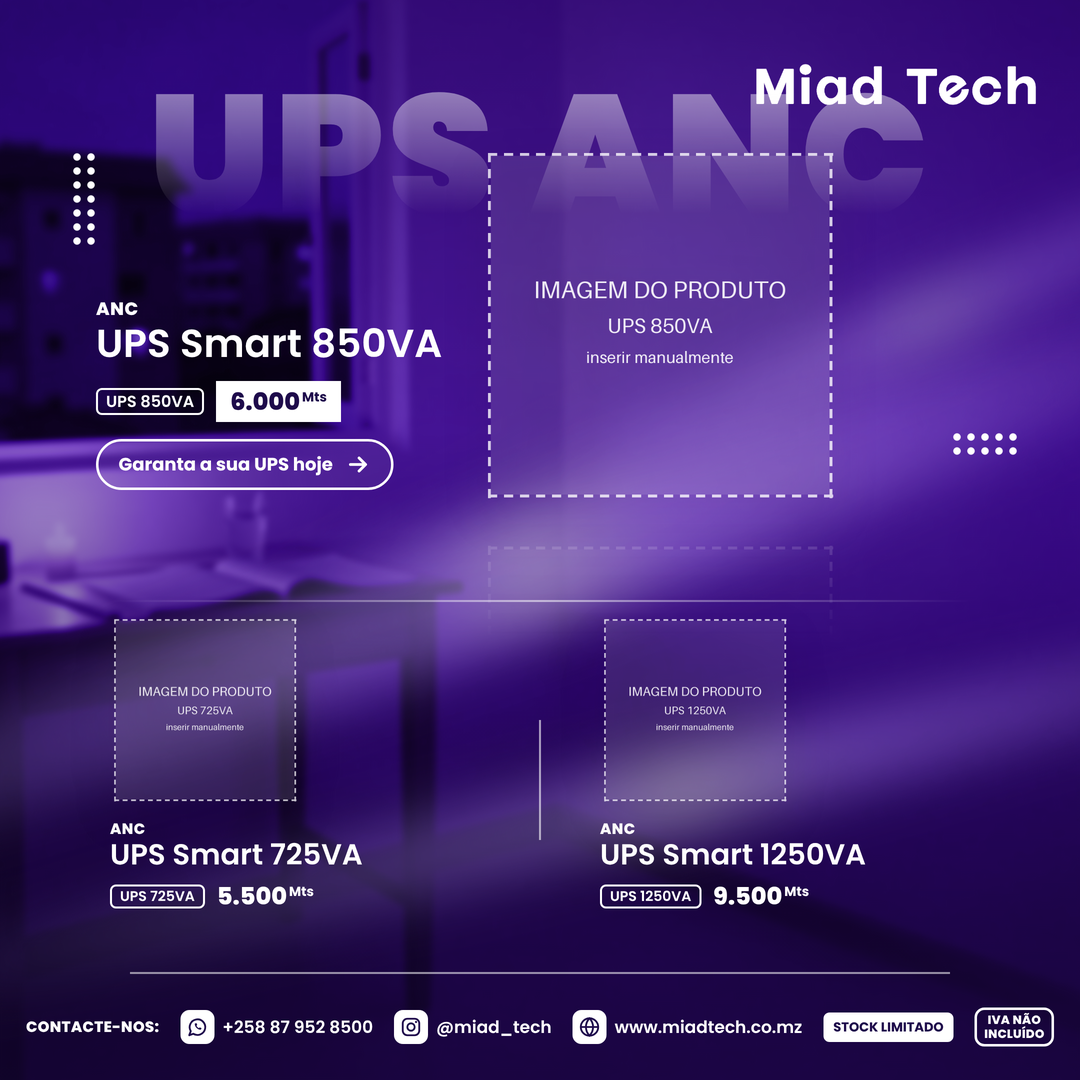 Miad Tech
UPS ANC
IMAGEM DO PRODUTO
UPS 850VA
inserir manualmente
ANC
UPS Smart 850VA
UPS 850VA 6.000 Mts
Garanta a sua UPS hoje →
IMAGEM DO PRODUTO
UPS 725VA
inserir manualmente
ANC
UPS Smart 725VA
UPS 725VA 5.500 Mts
IMAGEM DO PRODUTO
UPS 1250VA
inserir manualmente
ANC
UPS Smart 1250VA
UPS 1250VA 9.500 Mts
CONTACTE-NOS: +258 87 952 8500 @miad_tech www.miadtech.co.mz STOCK LIMITADO
IVA NÃO
INCLUÍDO